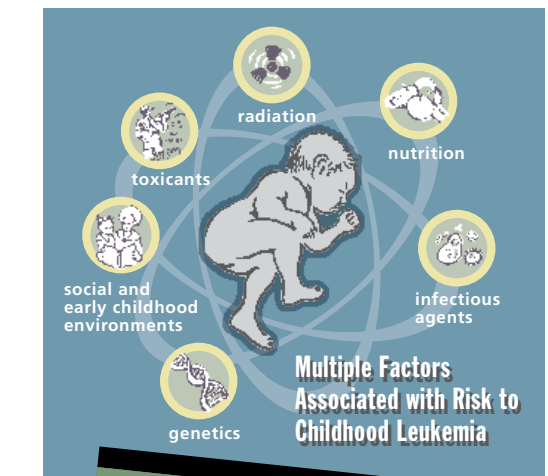 radiation
nutrition
toxicants
social and
early childhood
environments
infectious
agents
genetics
Multiple Factors
Associated with Risk to
Childhood Leukemia